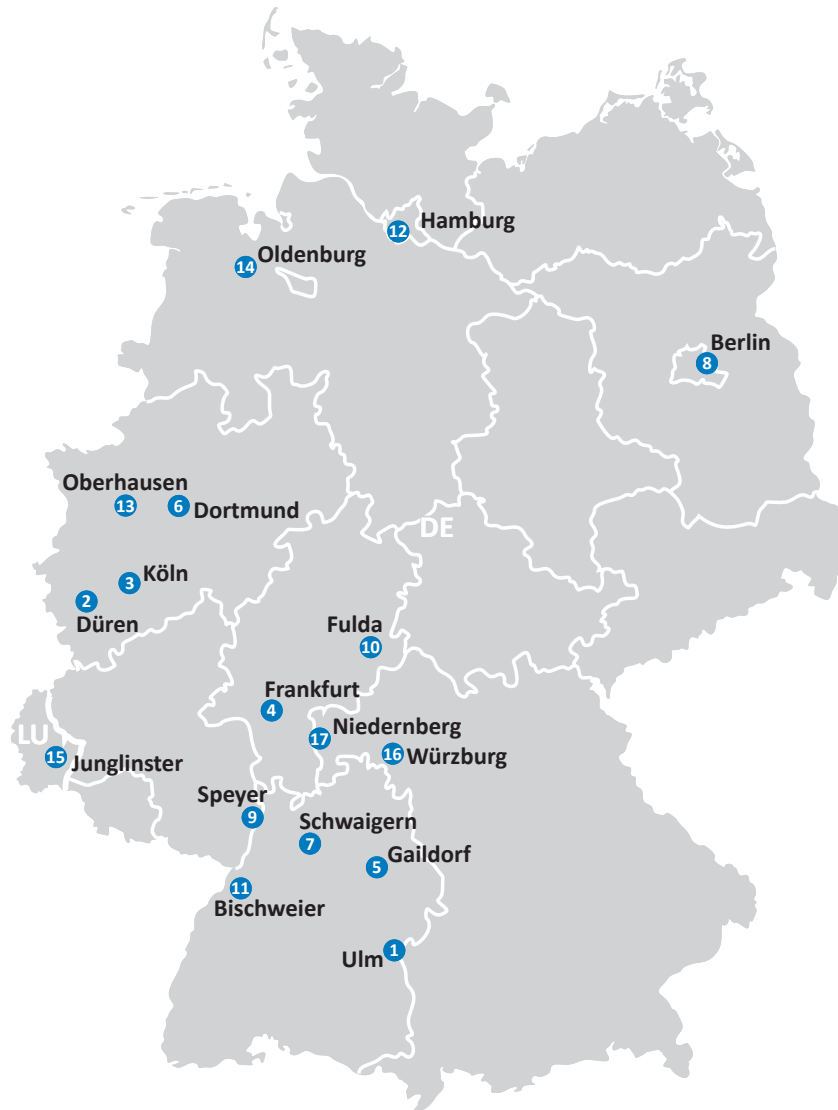 Hamburg
12
Oldenburg
14
Berlin
8
Oberhausen
13
6
Dortmund
DE
Köln
3
2
Düren
Fulda
10
Frankfurt
4
Niedernberg
17
LU
15
Junglinster
16
Würzburg
Speyer
9
Schwaigern
7
Gaildorf
5
11
Bischweier
Ulm
1